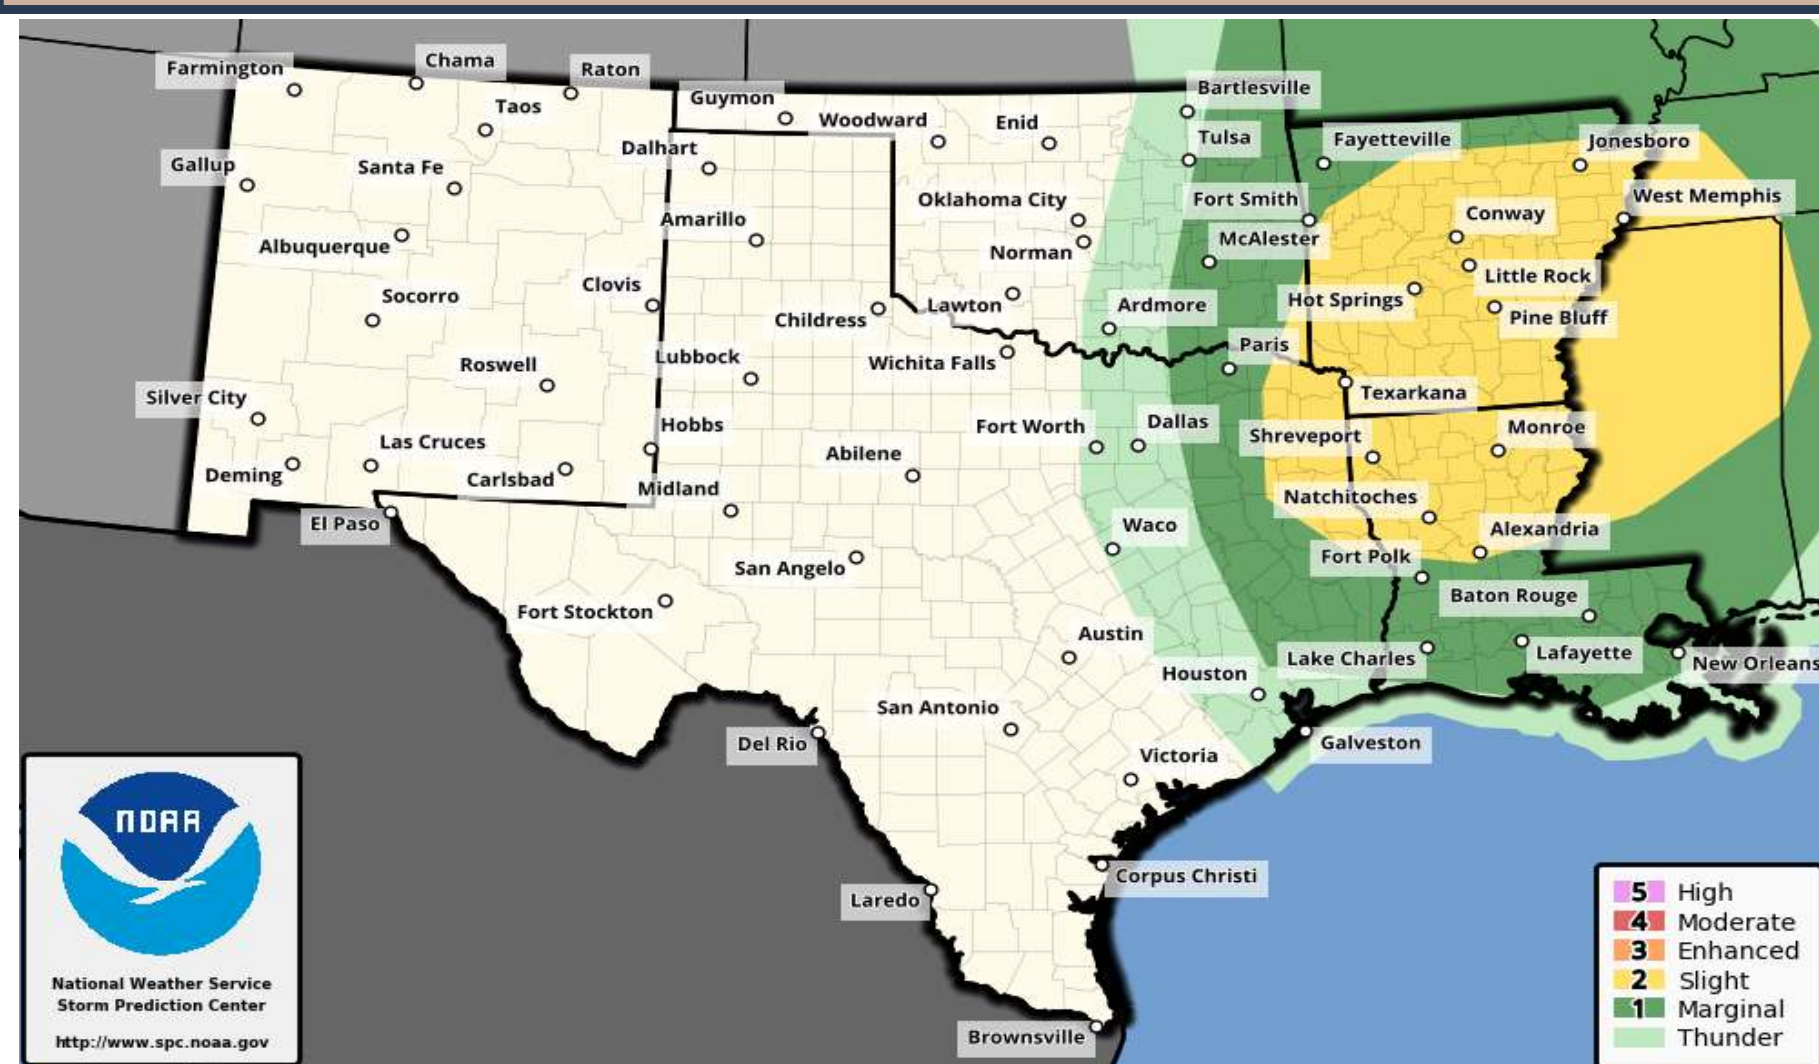 Farmington
Chama
Raton
Guymon
Bartlesville
Taos
Woodward
Enid
Tulsa
Fayetteville
Jonesboro
Gallup
Santa Fe
Dalhart
Oklahoma City
Fort Smith
Conway
West Memphis
Albuquerque
Amarillo
Norman
McAlester
Little Rock
Socorro
Clovis
Childress
Lawton
Ardmore
Hot Springs
Pine Bluff
Roswell
Lubbock
Wichita Falls
Paris
Texarkana
Silver City
Las Cruces
Hobbs
Abilene
Fort Worth
Dallas
Shreveport
Monroe
Deming
Carlsbad
Midland
Natchitoches
El Paso
San Angelo
Waco
Fort Polk
Alexandria
Fort Stockton
Austin
Baton Rouge
Houston
Lake Charles
Lafayette
New Orleans
Del Rio
San Antonio
Victoria
Galveston
Laredo
Corpus Christi
Brownsville
NOAA
National Weather Service
Storm Prediction Center
http://www.spc.noaa.gov
5 High
4 Moderate
3 Enhanced
2 Slight
1 Marginal
Thunder